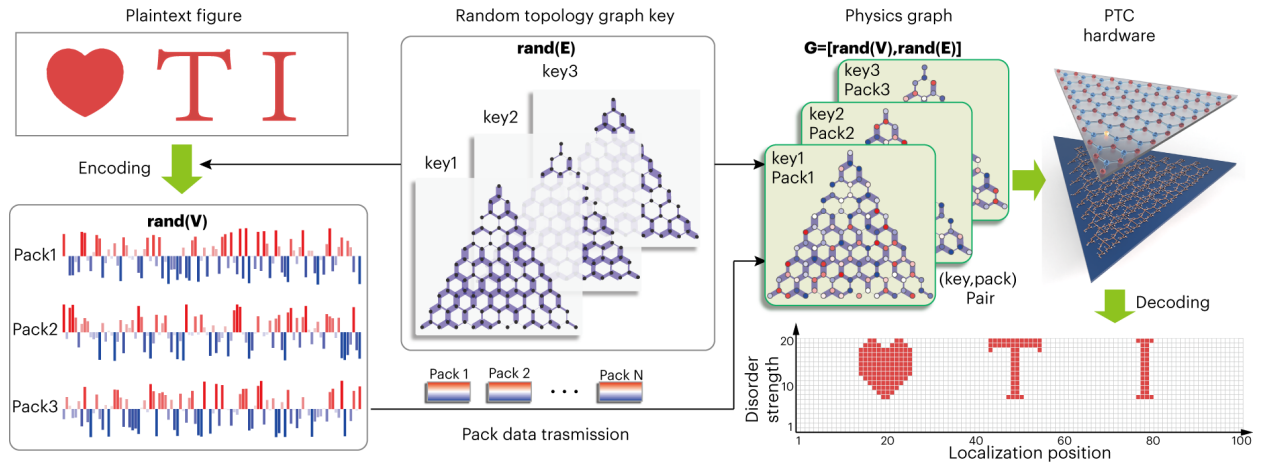 Plaintext figure
Random topology graph key
Physics graph
PTC
hardware
T I
Encoding
rand(V)
Pack1
Pack2
Pack3
rand(E)
key3
key2
key1
Pack 1
Pack 2
• • •
Pack N
Pack data trasmission
G=[rand(V),rand(E)]
key3
Pack3
key2
Pack2
key1
Pack1
(key,pack)
Pair
Decoding
Disorder
strength
20
10
1
T I
1
20
40
60
80
100
Localization position